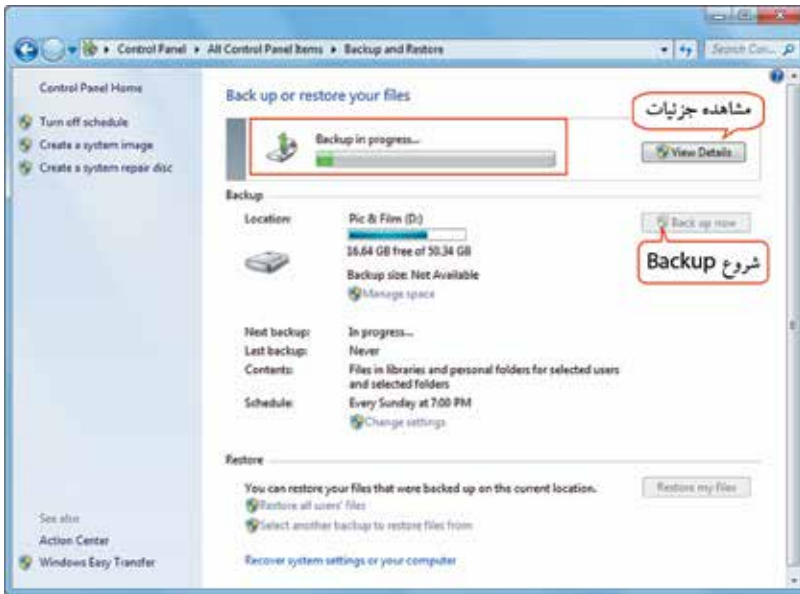 Control Panel ▸ All Control Panel Items ▸ Backup and Restore
Search Con...
Control Panel Home
Turn off schedule
Create a system image
Create a system repair disc
Back up or restore your files
مشاهده جزئیات
Backup in progress...
View Details
Backup
Location:
Pic & Film (D:)
Back up now
16.64 GB free of 50.34 GB
Backup size: Not Available
شروع Backup
Manage space
Next backup:
In progress...
Last backup:
Never
Contents:
Files in libraries and personal folders for selected users
and selected folders
Schedule:
Every Sunday at 7:00 PM
Change settings
Restore
You can restore your files that were backed up on the current location.
Restore my files
Restore all users' files
Select another backup to restore files from
Recover system settings or your computer
See also
Action Center
Windows Easy Transfer